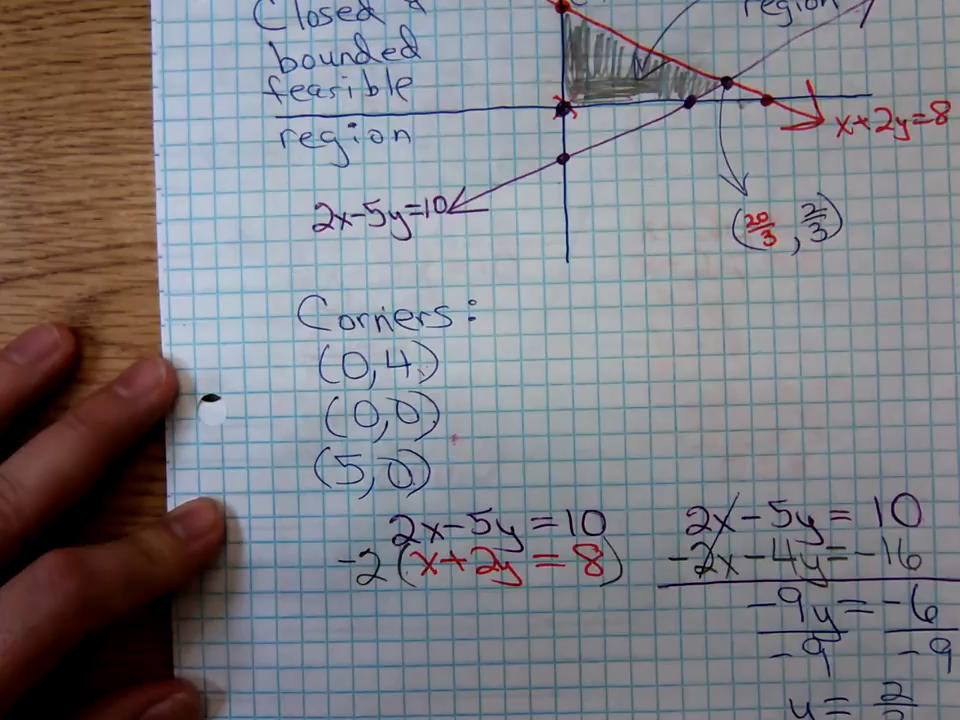 Closed &
bounded
feasible
region
region
x+2y=8
2x-5y=10
(20/3, 2/3)
Corners:
(0,4)
(0,0)
(5,0)
2x-5y=10
-2(x+2y=8)
2x-5y=10
-2x-4y=-16
-9y=-6
-9 -9
y= 2